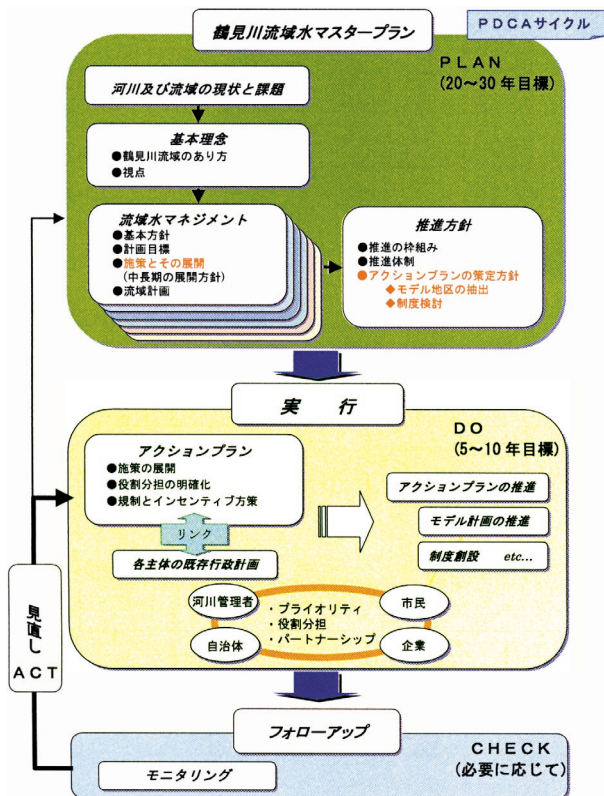 PDCAサイクル
鶴見川流域水マスタープラン
PLAN
(20～30年目標)
河川及び流域の現状と課題
基本理念
●鶴見川流域のあり方
●視点
流域水マネジメント
●基本方針
●計画目標
●施策とその展開
(中長期の展開方針)
●流域計画
推進方針
●推進の枠組み
●推進体制
●アクションプランの策定方針
◆モデル地区の抽出
◆制度検討
実 行
DO
(5～10年目標)
アクションプラン
●施策の展開
●役割分担の明確化
●規制とインセンティブ方策
リンク
各主体の既存行政計画
アクションプランの推進
モデル計画の推進
制度創設 etc...
河川管理者
市民
自治体
企業
・プライオリティ
・役割分担
・パートナーシップ
見直し
ACT
フォローアップ
CHECK
(必要に応じて)
モニタリング